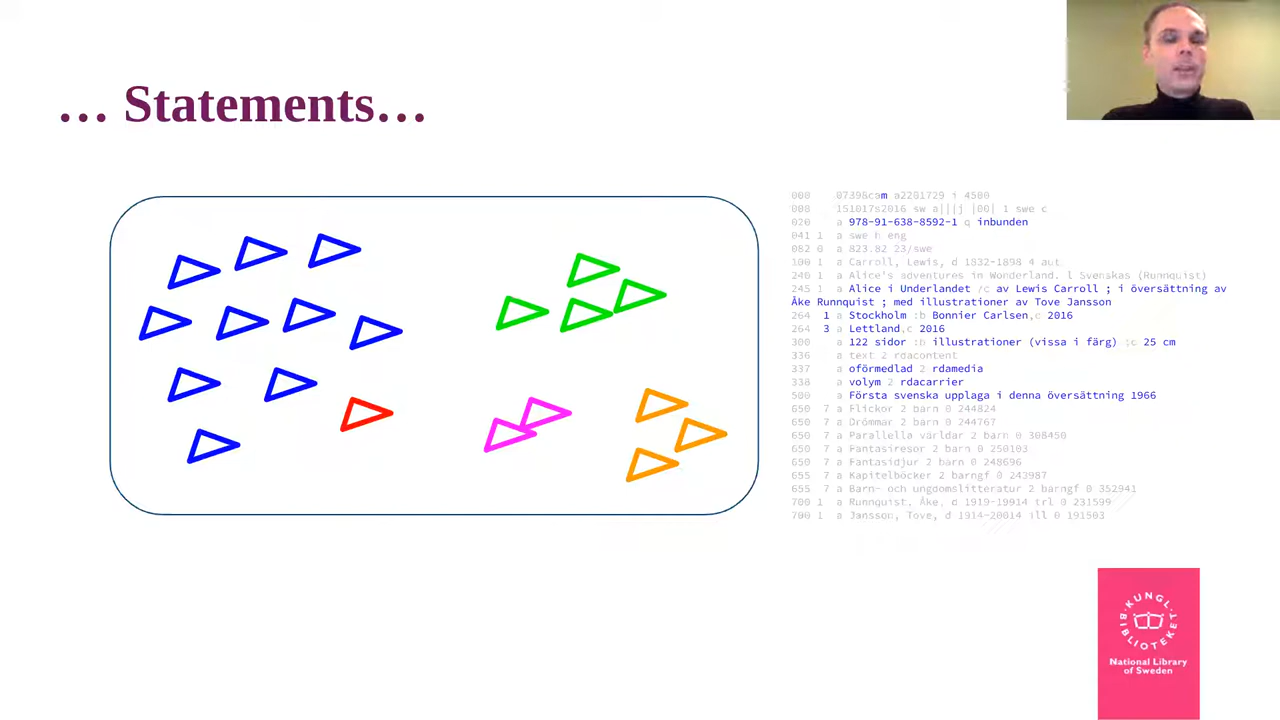 … Statements…
000 07398cam a2201729 i 4500
008 151017s2016 sw a|||j |00| 1 swe c
020 a 978-91-638-8592-1 q inbunden
041 1 a swe h eng
082 0 a 823.82 23/swe
100 1 a Carroll, Lewis, d 1832-1898 4 aut
240 1 a Alice's adventures in Wonderland. l Svenskas (Runnquist)
245 1 a Alice i Underlandet /c av Lewis Carroll ; i översättning av
Åke Runnquist ; med illustrationer av Tove Jansson
264 1 a Stockholm :b Bonnier Carlsen,c 2016
264 3 a Lettland,c 2016
300 a 122 sidor :b illustrationer (vissa i färg) ;c 25 cm
336 a text 2 rdacontent
337 a oförmedlad 2 rdamedia
338 a volym 2 rdacarrier
500 a Första svenska upplaga i denna översättning 1966
650 7 a Flickor 2 barn 0 244824
650 7 a Drömmar 2 barn 0 244767
650 7 a Parallella världar 2 barn 0 308450
650 7 a Fantasiresor 2 barn 0 250103
650 7 a Fantasidjur 2 barn 0 248696
655 7 a Kapitelböcker 2 barngf 0 243987
655 7 a Barn- och ungdomslitteratur 2 barngf 0 352941
700 1 a Runnquist, Åke, d 1919-19914 trl 0 231599
700 1 a Jansson, Tove, d 1914-20014 ill 0 191503
KUNGL.
BIBLIOTEKET
National Library
of Sweden